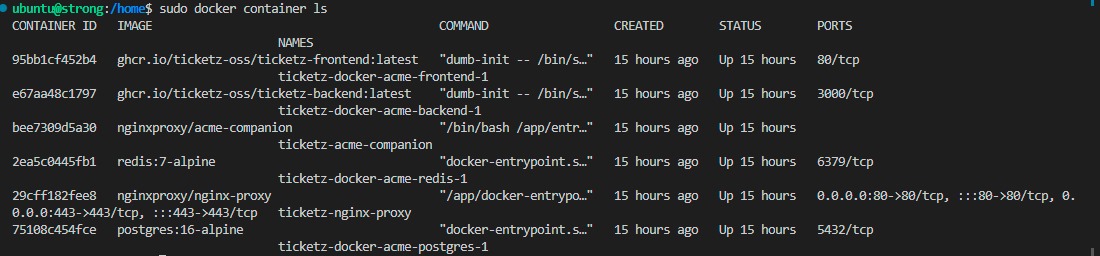 ubuntu@strong:/home$ sudo docker container ls
CONTAINER ID   IMAGE                                      COMMAND                  CREATED        STATUS        PORTS
                                      NAMES
95bb1cf452b4   ghcr.io/ticketz-oss/ticketz-frontend:latest   "dumb-init -- /bin/s…"   15 hours ago   Up 15 hours   80/tcp
                                      ticketz-docker-acme-frontend-1
e67aa48c1797   ghcr.io/ticketz-oss/ticketz-backend:latest    "dumb-init -- /bin/s…"   15 hours ago   Up 15 hours   3000/tcp
                                      ticketz-docker-acme-backend-1
bee7309d5a30   nginxproxy/acme-companion                     "/bin/bash /app/entr…"   15 hours ago   Up 15 hours
                                      ticketz-acme-companion
2ea5c0445fb1   redis:7-alpine                                "docker-entrypoint.s…"   15 hours ago   Up 15 hours   6379/tcp
                                      ticketz-docker-acme-redis-1
29cff182fee8   nginxproxy/nginx-proxy                        "/app/docker-entrypo…"   15 hours ago   Up 15 hours   0.0.0.0:80->80/tcp, :::80->80/tcp, 0.
0.0.0:443->443/tcp, :::443->443/tcp   ticketz-nginx-proxy
75108c454fce   postgres:16-alpine                            "docker-entrypoint.s…"   15 hours ago   Up 15 hours   5432/tcp
                                      ticketz-docker-acme-postgres-1